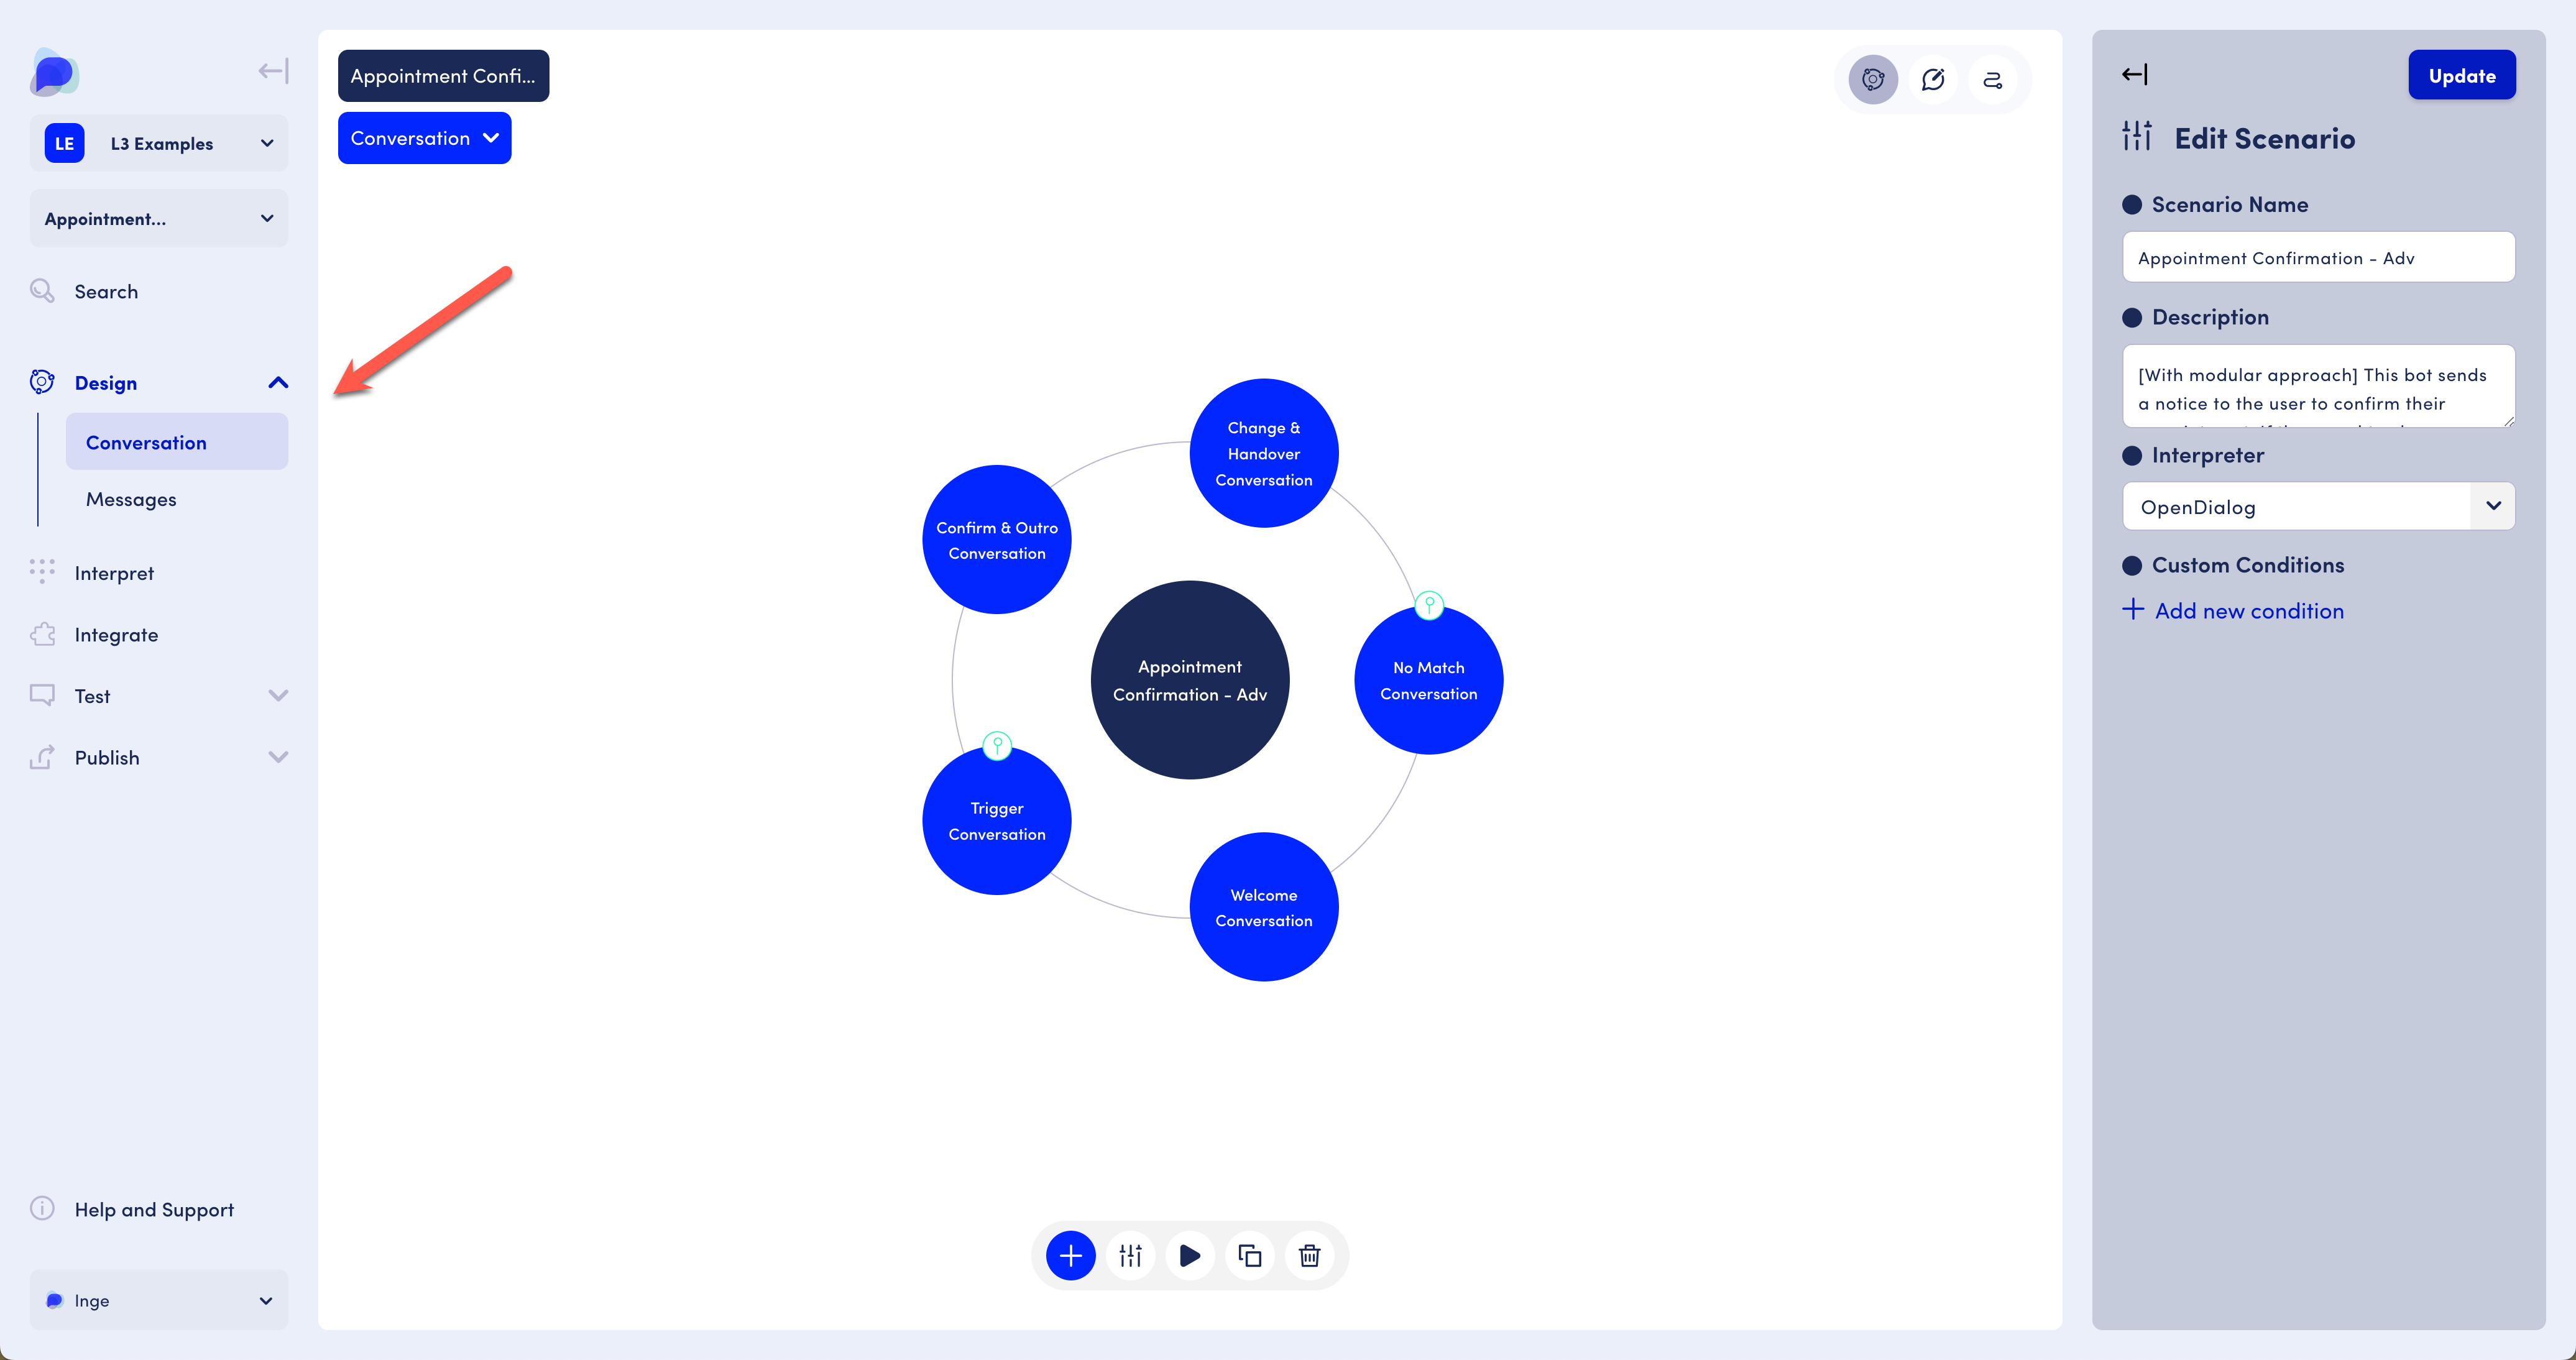 LE
L3 Examples
Appointment...
Search
Design
Conversation
Messages
Interpret
Integrate
Test
Publish
Help and Support
Inge
Appointment Confi...
Conversation
Change &
Handover
Conversation
Confirm & Outro
Conversation
Appointment
Confirmation - Adv
No Match
Conversation
Trigger
Conversation
Welcome
Conversation
Update
Edit Scenario
Scenario Name
Appointment Confirmation - Adv
Description
[With modular approach] This bot sends
a notice to the user to confirm their
Interpreter
OpenDialog
Custom Conditions
Add new condition